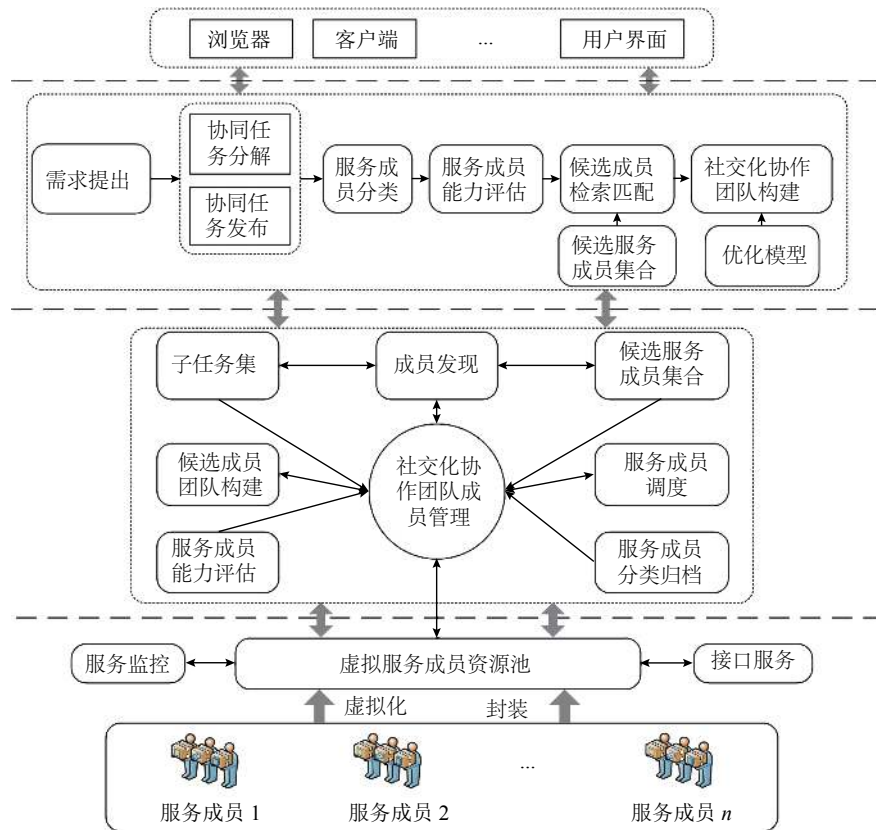 浏览器
客户端
...
用户界面
需求提出
协同任
务分解
协同任
务发布
服务成
员分类
服务成员
能力评估
候选成员
检索匹配
社交化协作
团队构建
候选服务
成员集合
优化模型
子任务集
成员发现
候选服务
成员集合
候选成员
团队构建
社交化协
作团队成
员管理
服务成员
调度
服务成员
能力评估
服务成员
分类归档
服务监控
虚拟服务成员资源池
接口服务
虚拟化
封装
...
服务成员 1
服务成员 2
服务成员 n